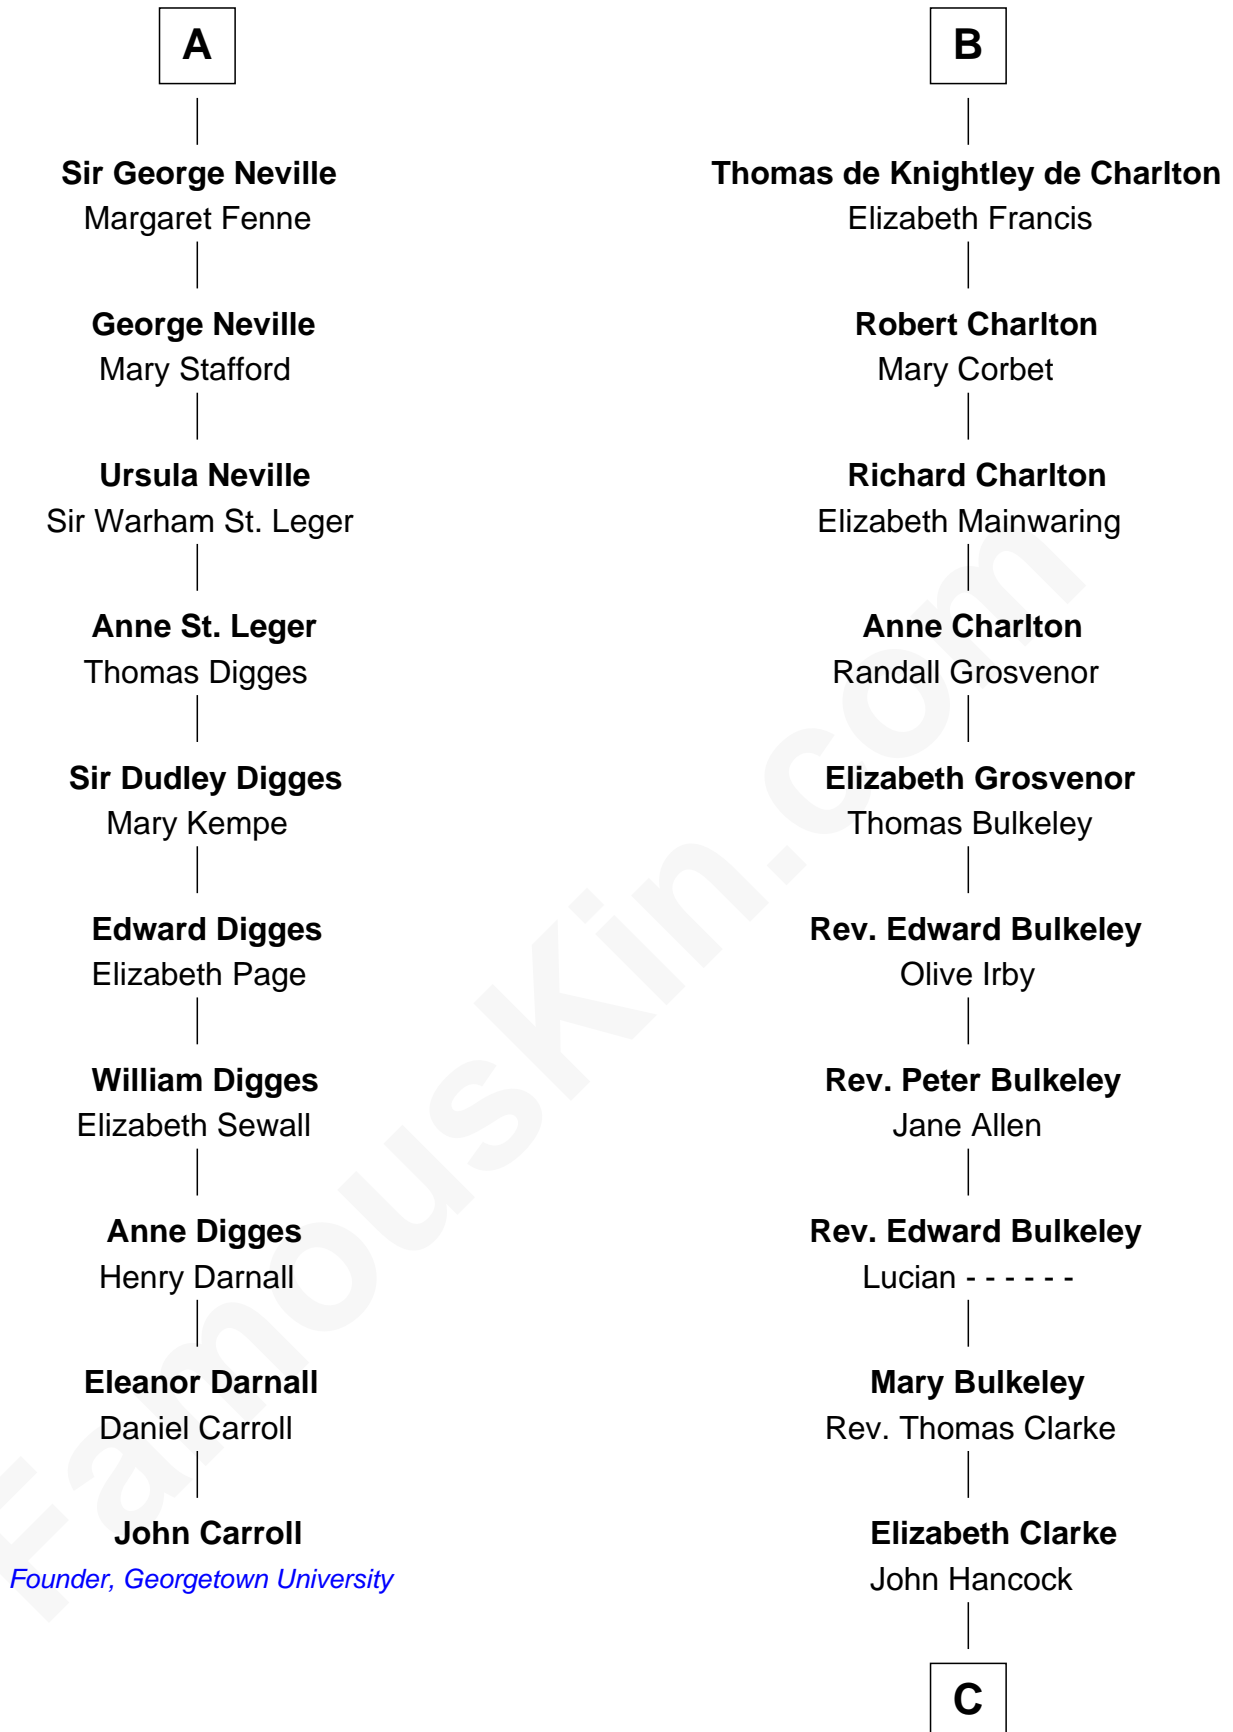 A
Sir George Neville
Margaret Fenne
George Neville
Mary Stafford
Ursula Neville
Sir Warham St. Leger
Anne St. Leger
Thomas Digges
Sir Dudley Digges
Mary Kempe
Edward Digges
Elizabeth Page
William Digges
Elizabeth Sewall
Anne Digges
Henry Darnall
Eleanor Darnall
Daniel Carroll
John Carroll
Founder, Georgetown University
B
Thomas de Knightley de Charlton
Elizabeth Francis
Robert Charlton
Mary Corbet
Richard Charlton
Elizabeth Mainwaring
Anne Charlton
Randall Grosvenor
Elizabeth Grosvenor
Thomas Bulkeley
Rev. Edward Bulkeley
Olive Irby
Rev. Peter Bulkeley
Jane Allen
Rev. Edward Bulkeley
Lucian - - - - - -
Mary Bulkeley
Rev. Thomas Clarke
Elizabeth Clarke
John Hancock
C
FamousKin.com